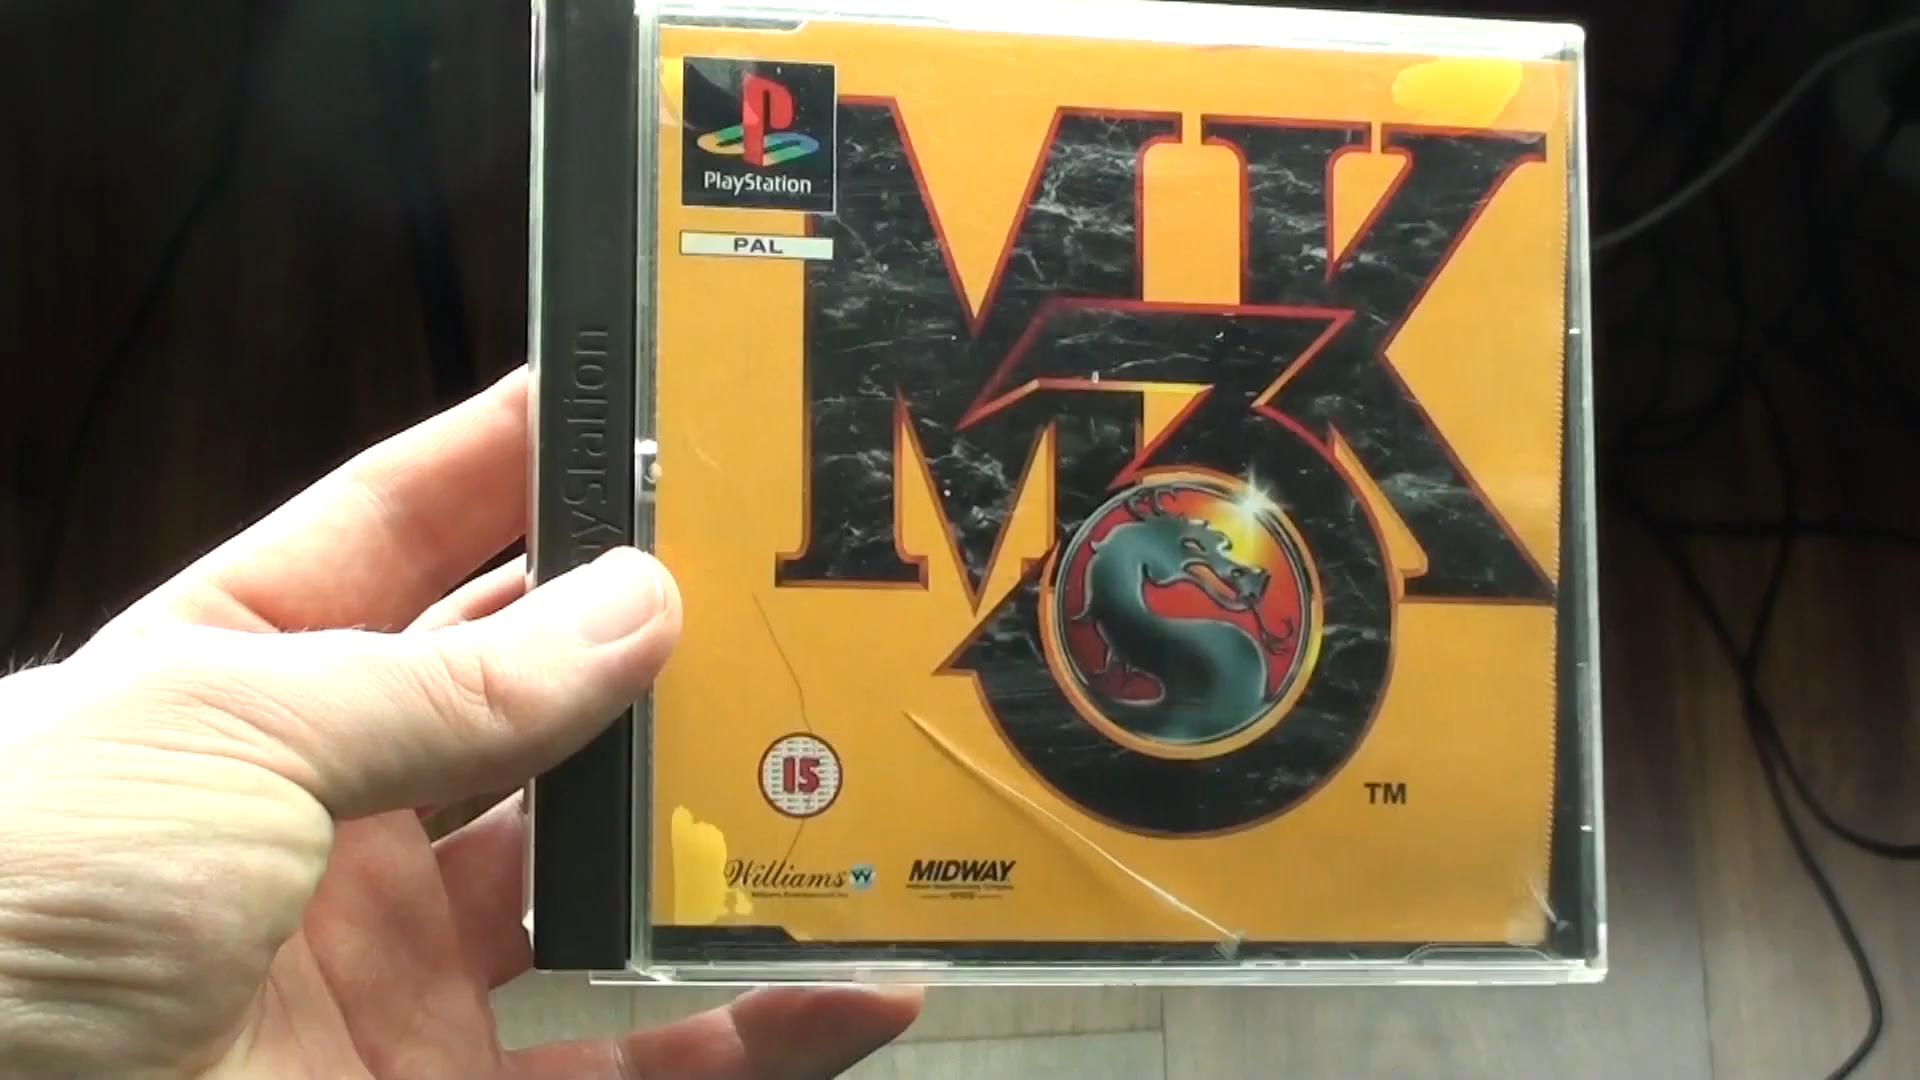 PlayStation
PAL
MK
3
PlayStation
15
TM
Williams
MIDWAY